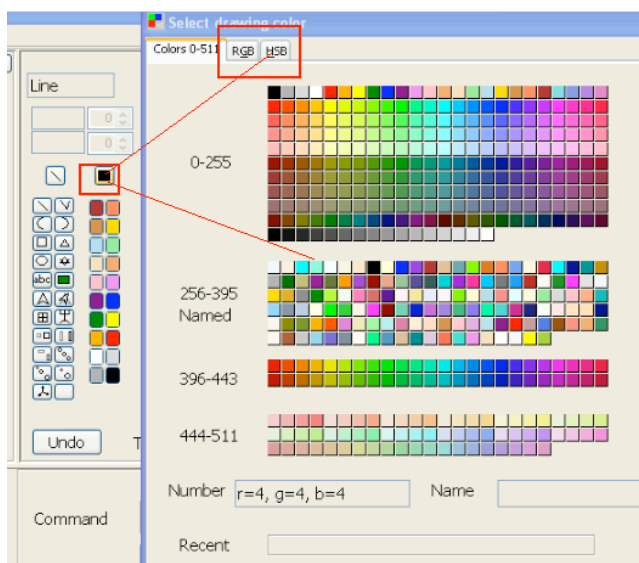 Select drawing color
Colors 0-511
RGB
HSB
Line
0
0
abc
Undo
T
Command
0-255
256-395
Named
396-443
444-511
Number
r=4, g=4, b=4
Name
Recent